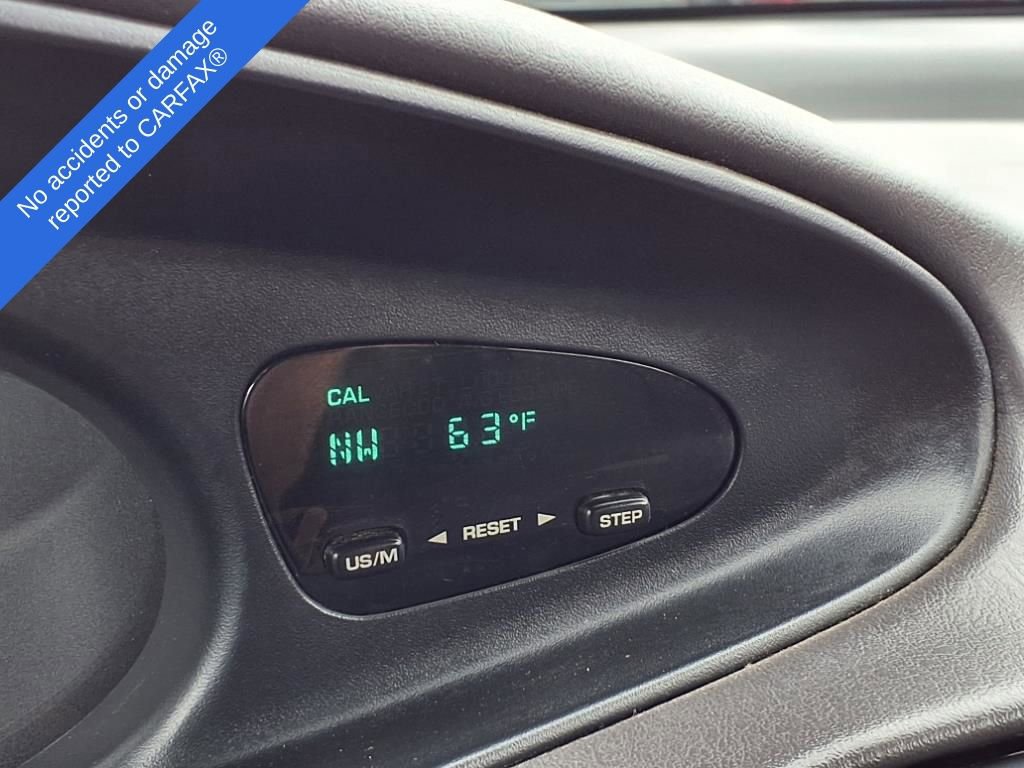 No accidents or damage
reported to CARFAX®
CAL
NW 63°F
US/M ◄ RESET ► STEP